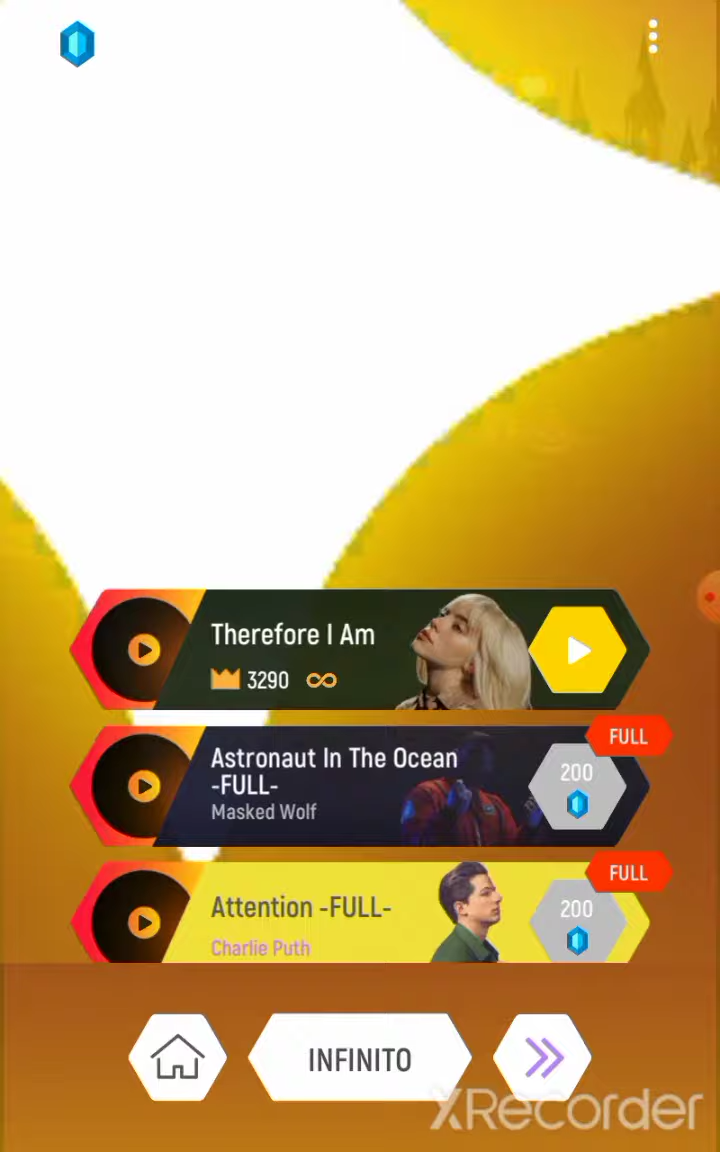 Therefore I Am
3290
FULL
Astronaut In The Ocean
-FULL-
Masked Wolf
200
FULL
Attention -FULL-
Charlie Puth
200
INFINITO
XRecorder